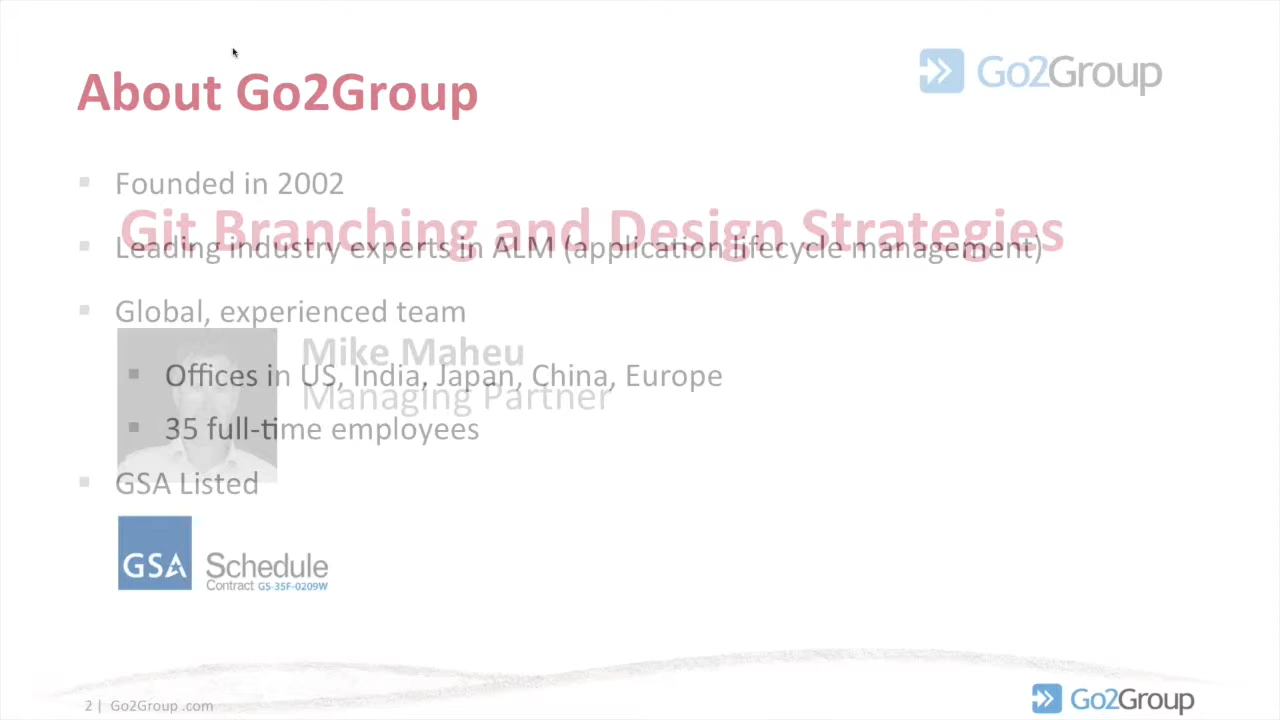 About Go2Group
Go2Group
Founded in 2002
Git Branching and Design Strategies
Leading industry experts in ALM (application lifecycle management)
Global, experienced team
Mike Maheu
Offices in US, India, Japan, China, Europe
Managing Partner
35 full-time employees
GSA Listed
GSA Schedule
Contract GS-35F-0209W
2 | Go2Group .com
Go2Group